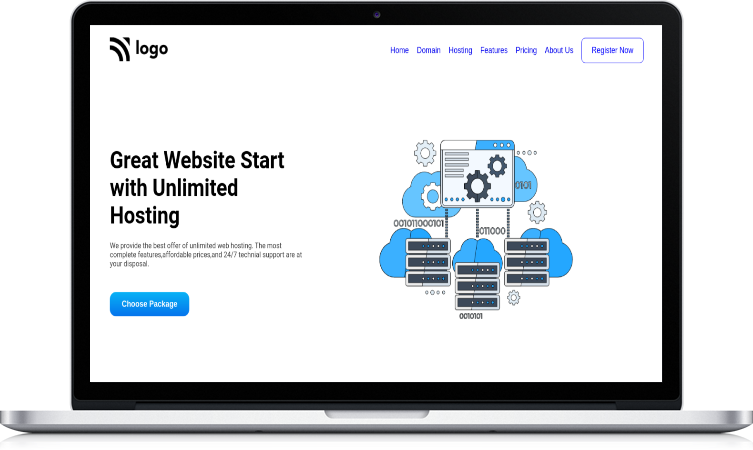 logo
Home Domain Hosting Features Pricing About Us Register Now
Great Website Start
with Unlimited
Hosting
We provide the best offer of unlimited web hosting. The most
complete features,affordable prices,and 24/7 technial support are at
your disposal.
Choose Package
0101
001011000101
011000
0010101